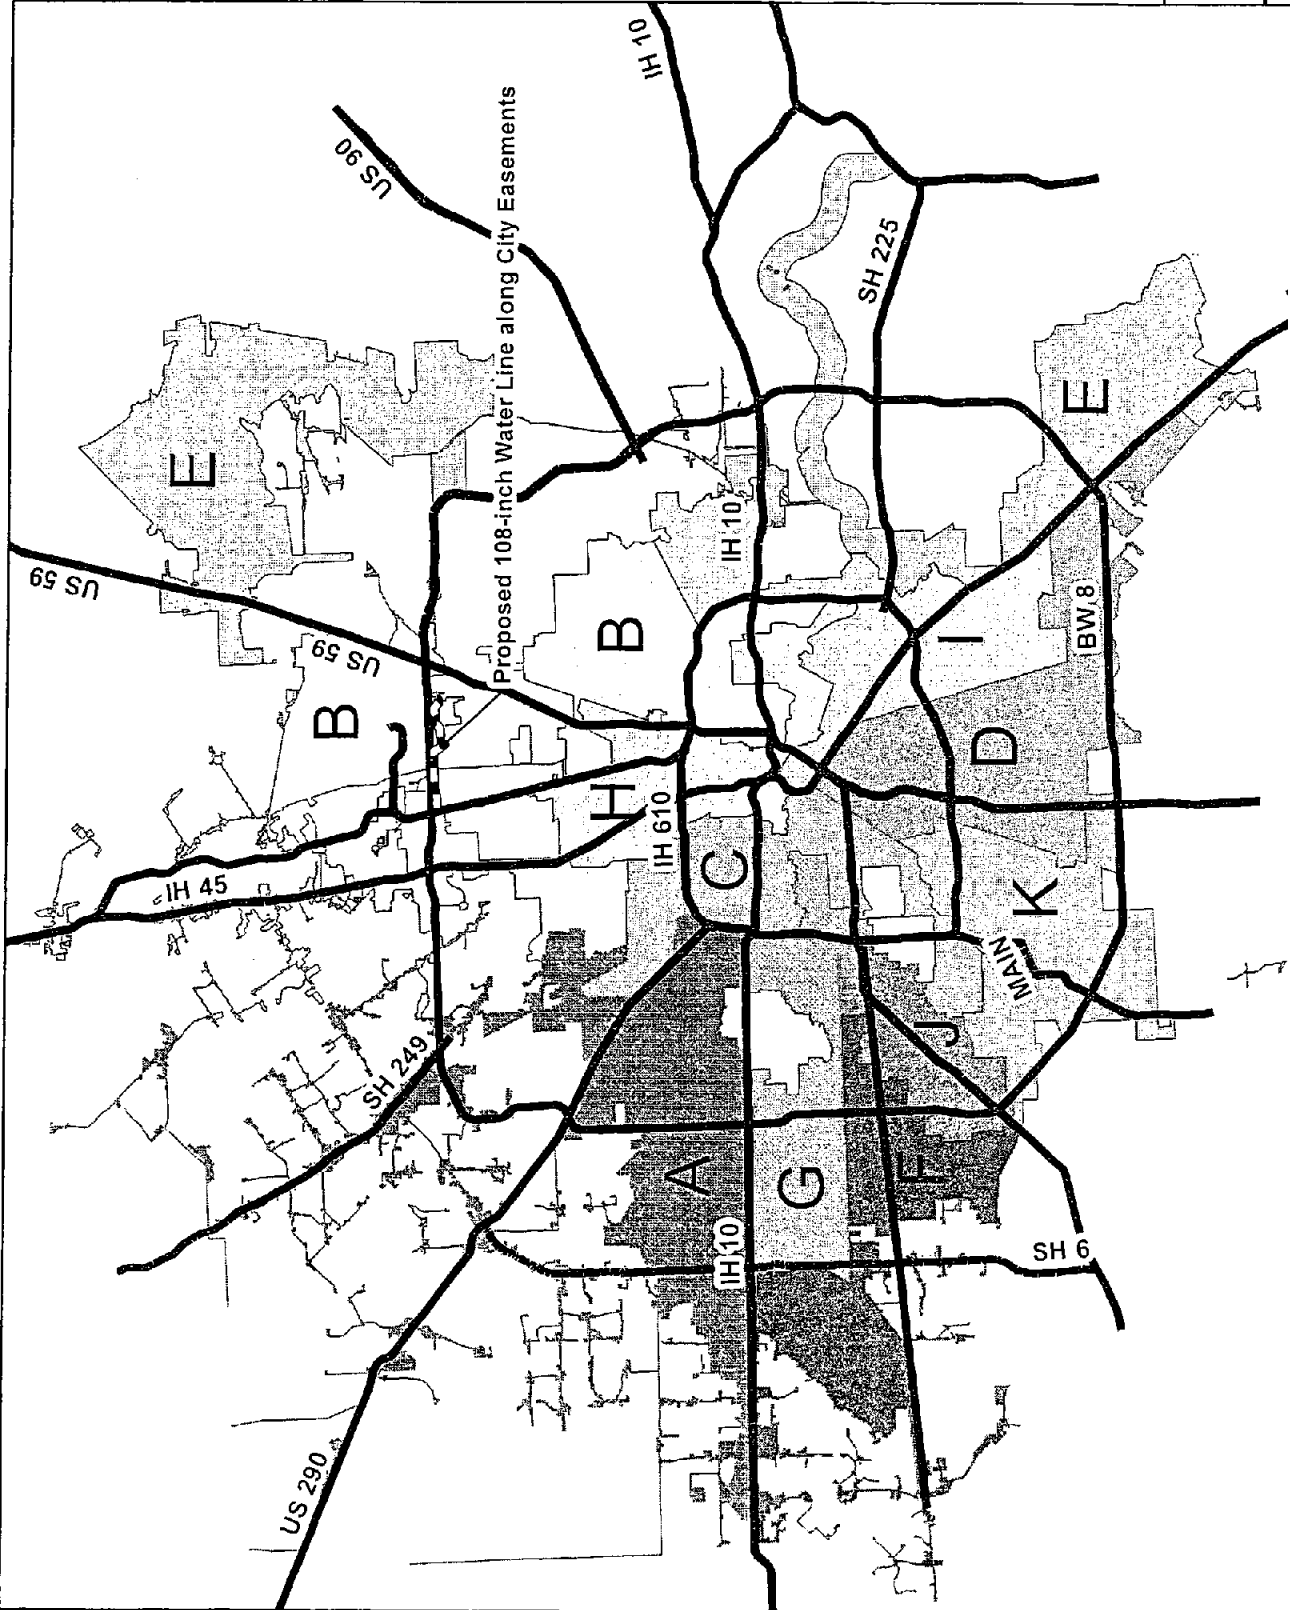 IH 10
US 90
Proposed 108-inch Water Line along City Easements
SH 225
E
E
US 59
US 59
IH 10
B
B
I
BW 8
D
H
IH 610
C
IH 45
K
MAIN
J
SH 249
A
G
F
IH 10
SH 6
US 290